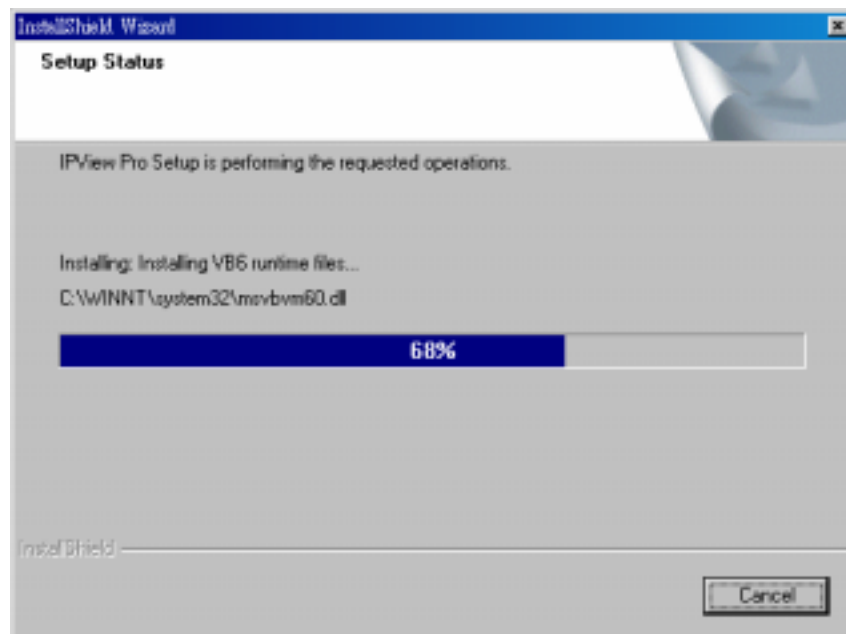 InstallShield Wizard
Setup Status
IPView Pro Setup is performing the requested operations.
Installing: Installing VB6 runtime files...
C:\WINNT\system32\msvbvm60.dll
68%
InstallShield
Cancel